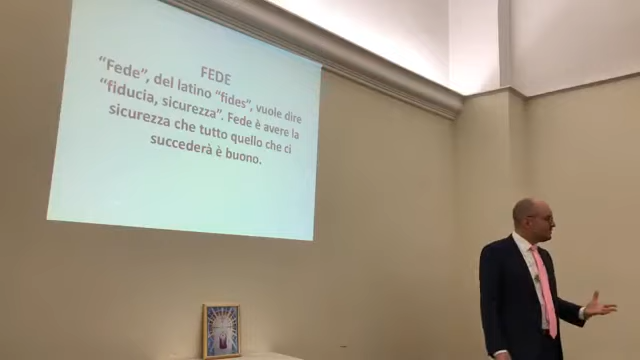 FEDE
“Fede”, del latino “fides”, vuole dire
“fiducia, sicurezza”. Fede è avere la
sicurezza che tutto quello che ci
succederà è buono.